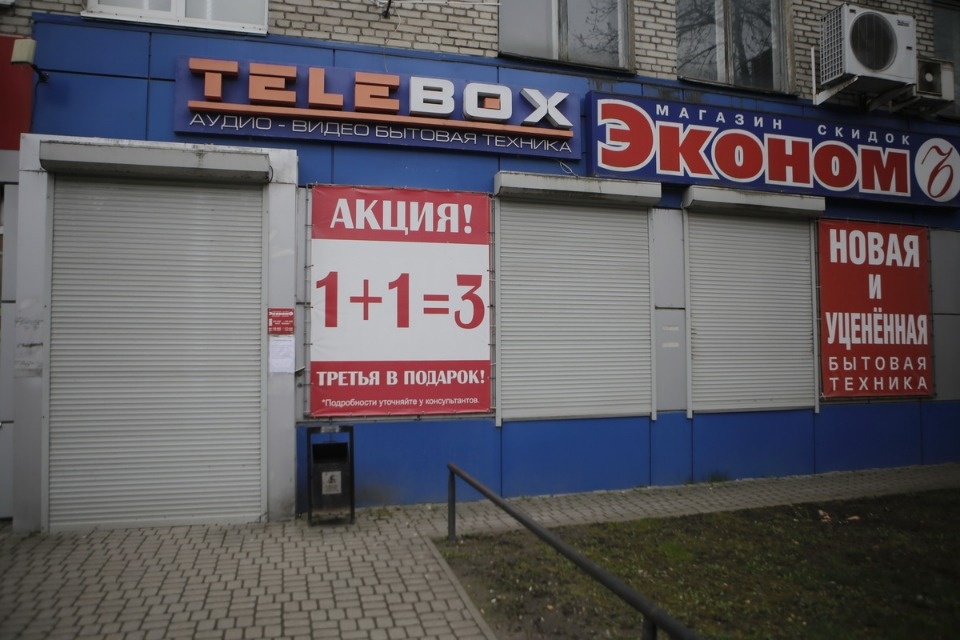 TELEBOX
АУДИО - ВИДЕО БЫТОВАЯ ТЕХНИКА
МАГАЗИН СКИДОК
ЭКОНОМ
АКЦИЯ!
1+1=3
ТРЕТЬЯ В ПОДАРОК!
*Подробности уточняйте у консультантов.
НОВАЯ
И
УЦЕНЁННАЯ
БЫТОВАЯ
ТЕХНИКА